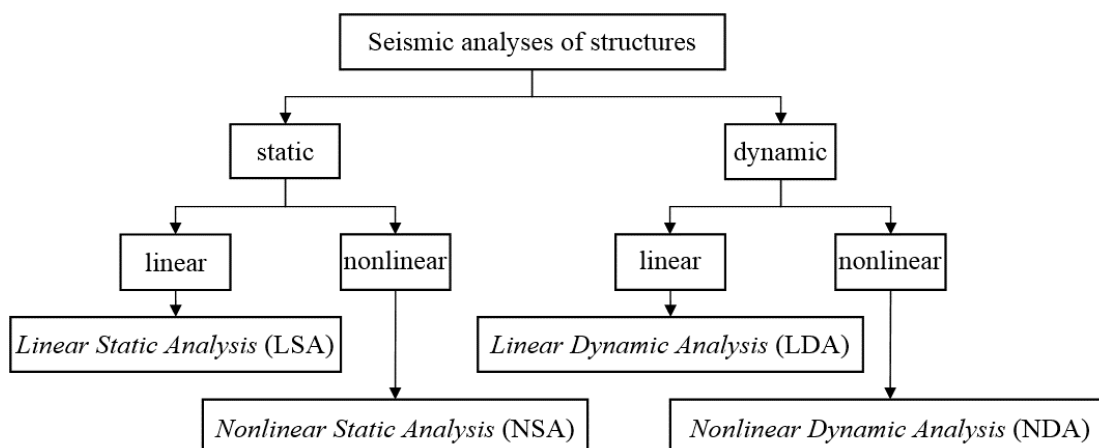 Seismic analyses of structures
static
dynamic
linear
nonlinear
linear
nonlinear
Linear Static Analysis (LSA)
Linear Dynamic Analysis (LDA)
Nonlinear Static Analysis (NSA)
Nonlinear Dynamic Analysis (NDA)